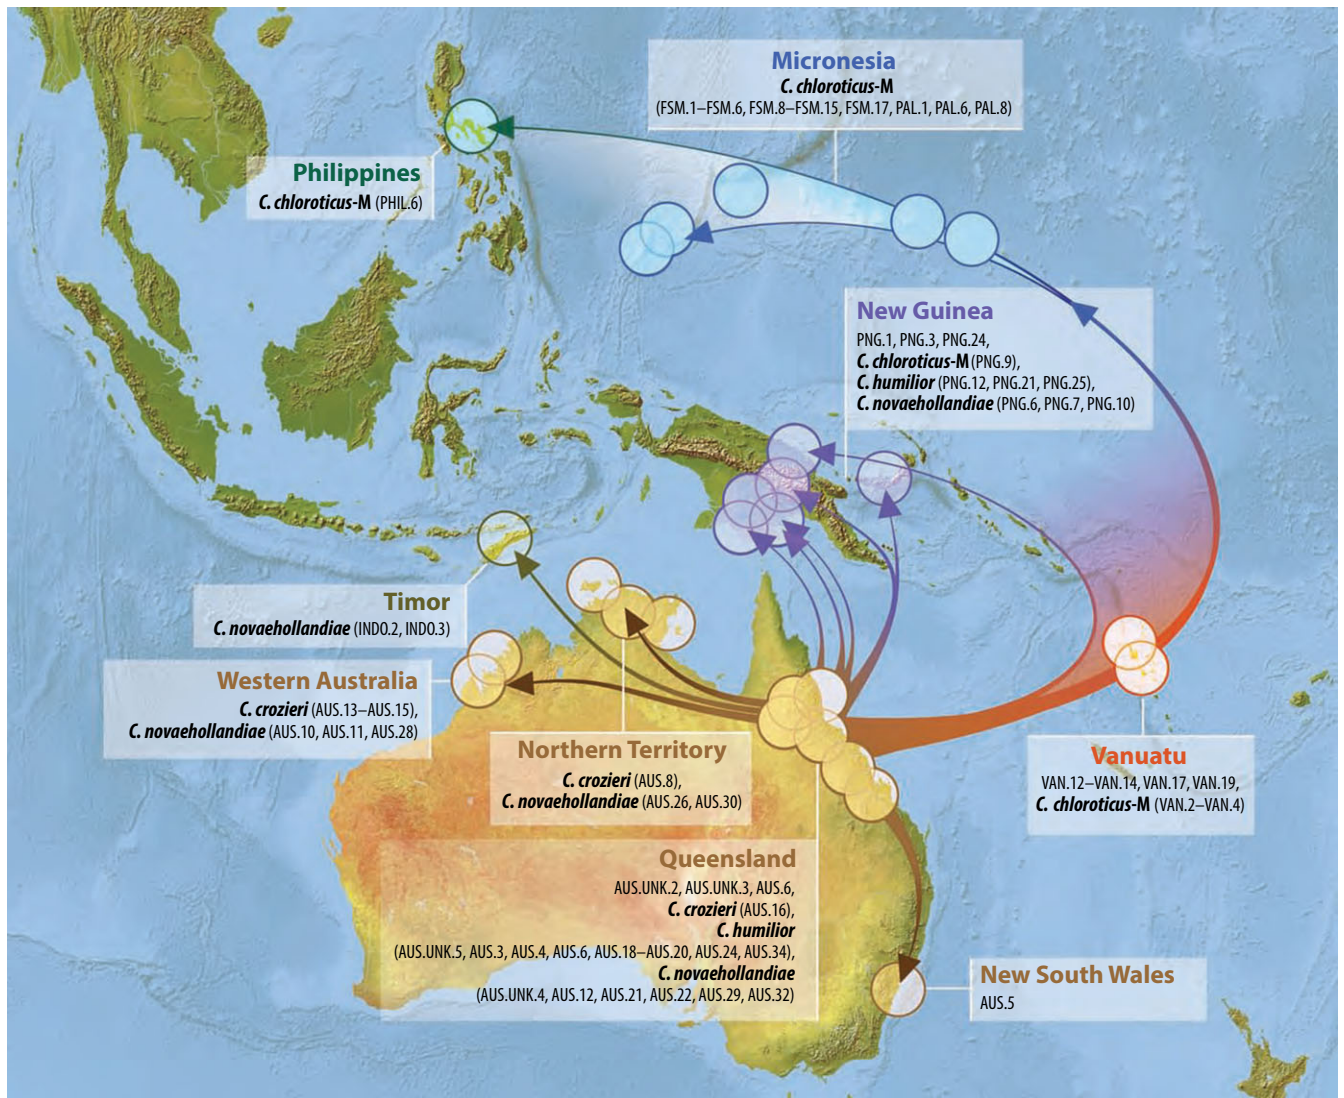 Micronesia
C. chloroticus-M
(FSM.1–FSM.6, FSM.8–FSM.15, FSM.17, PAL.1, PAL.6, PAL.8)
Philippines
C. chloroticus-M (PHIL.6)
New Guinea
PNG.1, PNG.3, PNG.24,
C. chloroticus-M (PNG.9),
C. humilior (PNG.12, PNG.21, PNG.25),
C. novaehollandiae (PNG.6, PNG.7, PNG.10)
Timor
C. novaehollandiae (INDO.2, INDO.3)
Western Australia
C. crozieri (AUS.13–AUS.15),
C. novaehollandiae (AUS.10, AUS.11, AUS.28)
Northern Territory
C. crozieri (AUS.8),
C. novaehollandiae (AUS.26, AUS.30)
Vanuatu
VAN.12–VAN.14, VAN.17, VAN.19,
C. chloroticus-M (VAN.2–VAN.4)
Queensland
AUS.UNK.2, AUS.UNK.3, AUS.6,
C. crozieri (AUS.16),
C. humilior
(AUS.UNK.5, AUS.3, AUS.4, AUS.6, AUS.18–AUS.20, AUS.24, AUS.34),
C. novaehollandiae
(AUS.UNK.4, AUS.12, AUS.21, AUS.22, AUS.29, AUS.32)
New South Wales
AUS.5